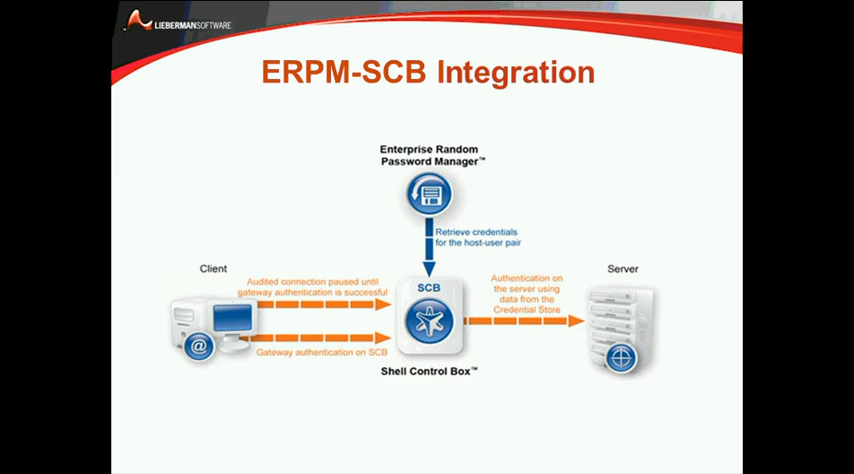 LIEBERMANSOFTWARE
ERPM-SCB Integration
Enterprise Random
Password Manager™
Retrieve credentials
for the host-user pair
Client
Audited connection paused until
gateway authentication is successful
Gateway authentication on SCB
@
SCB
Shell Control Box™
Authentication on
the server using
data from the
Credential Store
Server